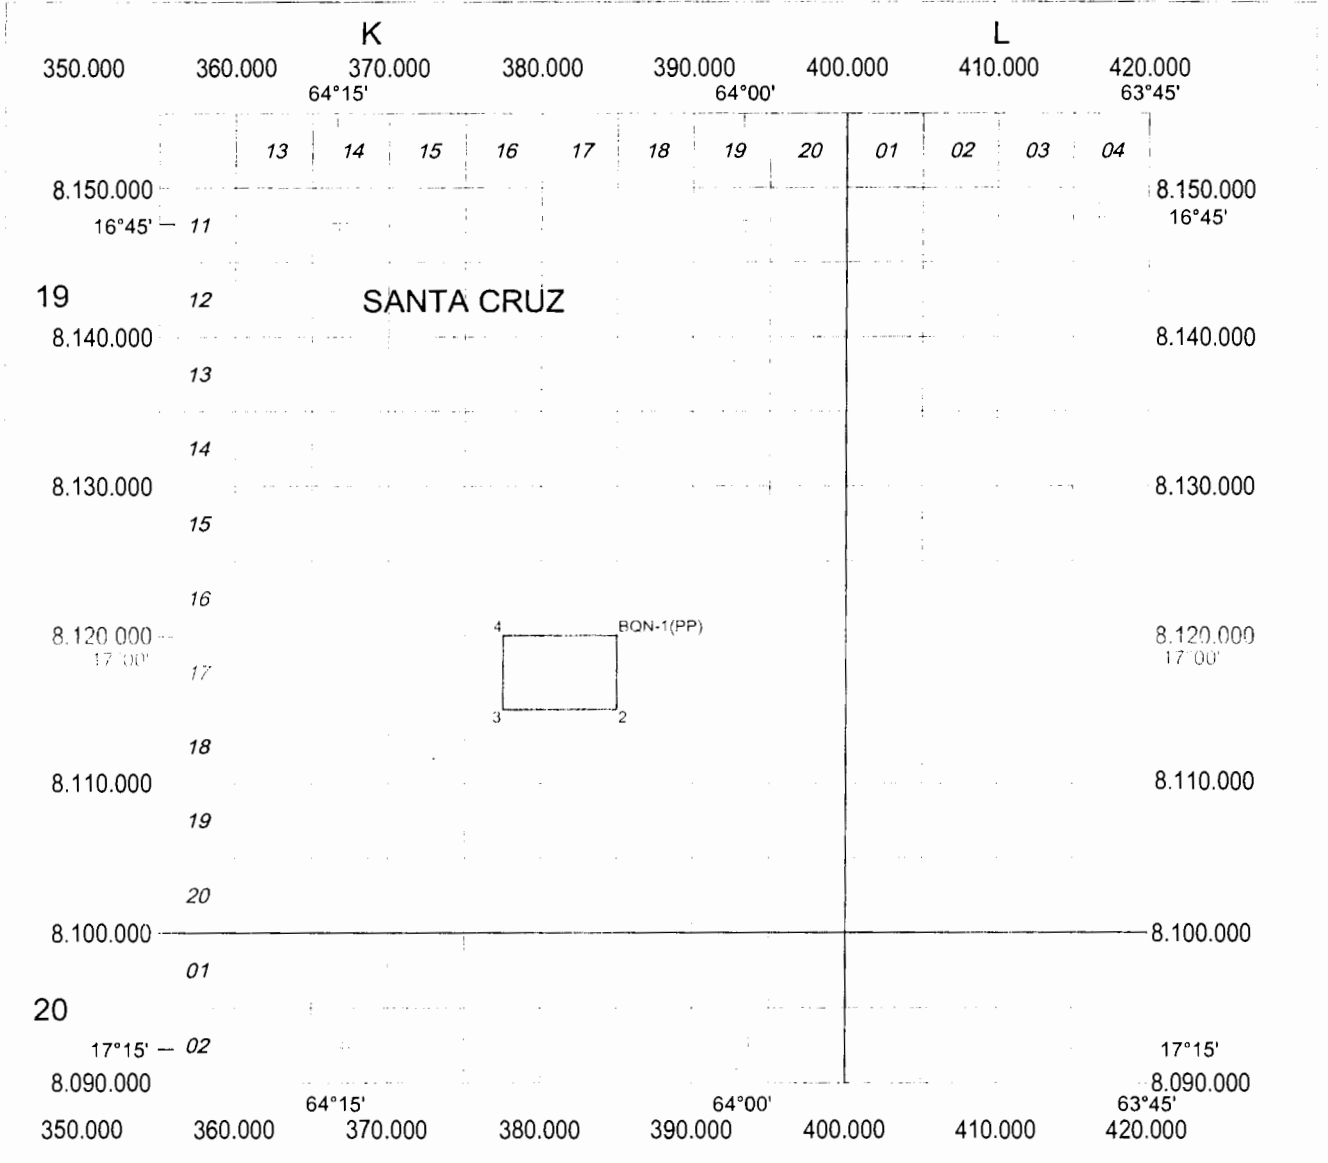 K L
350.000 360.000 370.000 380.000 390.000 400.000 410.000 420.000
64°15' 64°00' 63°45'
13 14 15 16 17 18 19 20 01 02 03 04
8.150.000 8.150.000
16°45' 11 16°45'
19 12 SANTA CRUZ
8.140.000 8.140.000
13
14
8.130.000 8.130.000
15
16
4 BQN-1(PP)
8.120.000 8.120.000
17°00' 17°00'
17
3 2
18
8.110.000 8.110.000
19
20
8.100.000 8.100.000
01
20
17°15' 02 17°15'
8.090.000 8.090.000
64°15' 64°00' 63°45'
350.000 360.000 370.000 380.000 390.000 400.000 410.000 420.000